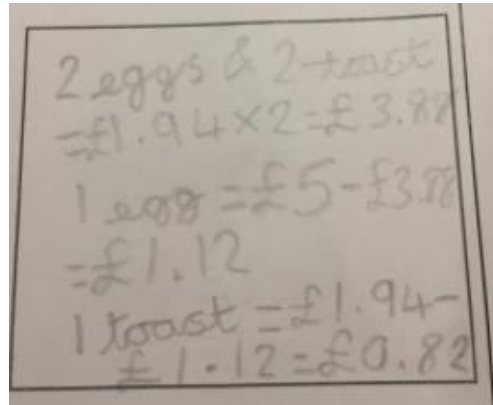 2 eggs & 2 toast
=£1.94×2=£3.88
1 egg =£5-£3.88
=£1.12
1 toast =£1.94-
£1.12=£0.82